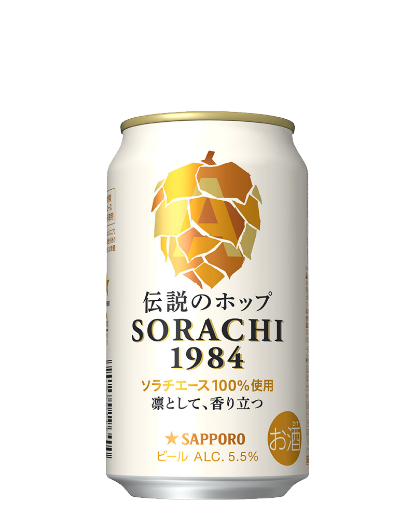 伝説のホップ
SORACHI
1984
ソラチエース100%使用
凛として、香り立つ
★SAPPORO
ビール ALC. 5.5%
お酒